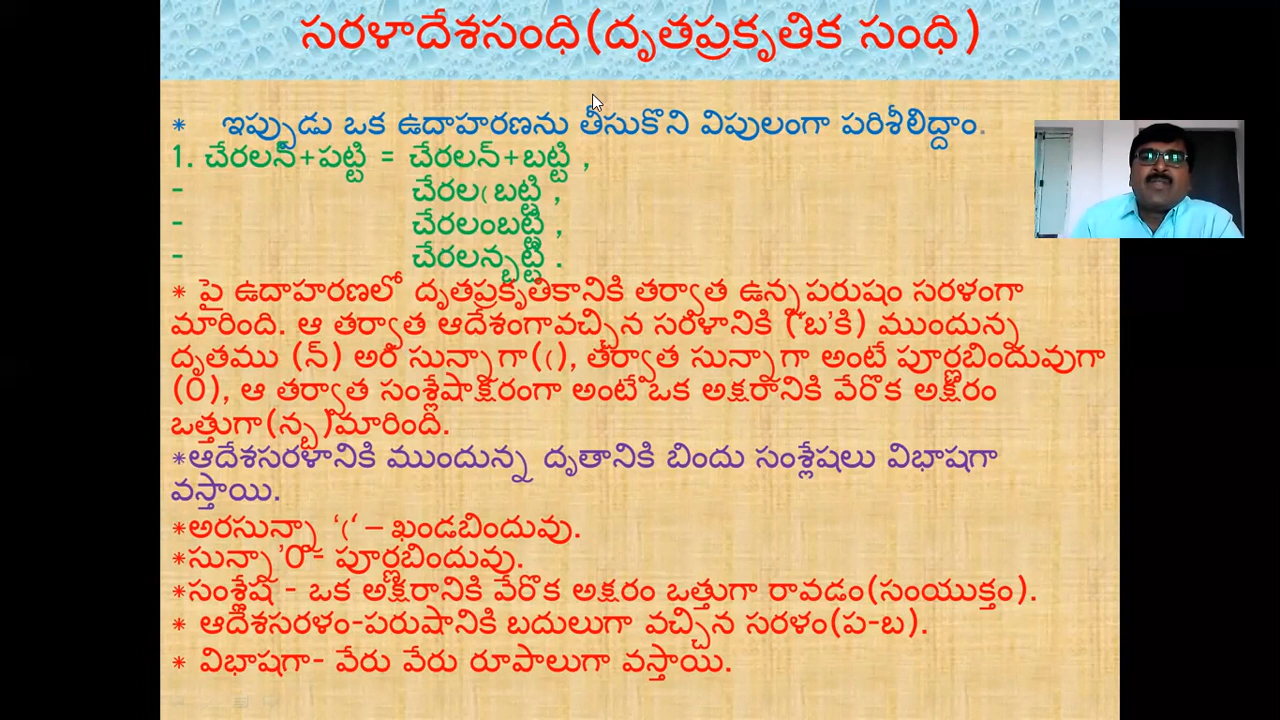 సరళాదేశసంధి(దృతప్రకృతిక సంధి)
* ఇప్పుడు ఒక ఉదాహరణను తీసుకొని విపులంగా పరిశీలిద్దాం.
1. చేరలన్+పట్టి = చేరలన్+బట్టి ,
- చేరల( బట్టి ,
- చేరలంబట్టి ,
- చేరలన్బట్టి .
* పై ఉదాహరణలో దృతప్రకృతికానికి తర్వాత ఉన్నపరుషం సరళంగా
మారింది. ఆ తర్వాత ఆదేశంగావచ్చిన సరళానికి ('బ'కి) ముందున్న
దృతము (న్) అర సున్నాగా((), తర్వాత సున్నాగా అంటే పూర్ణబిందువుగా
(0), ఆ తర్వాత సంశ్లేషాక్షరంగా అంటే ఒక అక్షరానికి వేరొక అక్షరం
ఒత్తుగా(న్బ)మారింది.
*ఆదేశసరళానికి ముందున్న దృతానికి బిందు సంశ్లేషలు విభాషగా
వస్తాయి.
*అరసున్నా '(' – ఖండబిందువు.
*సున్నా'0'- పూర్ణబిందువు.
*సంశ్లేష - ఒక అక్షరానికి వేరొక అక్షరం ఒత్తుగా రావడం(సంయుక్తం).
* ఆదేశసరళం-పరుషానికి బదులుగా వచ్చిన సరళం(ప-బ).
* విభాషగా- వేరు వేరు రూపాలుగా వస్తాయి.